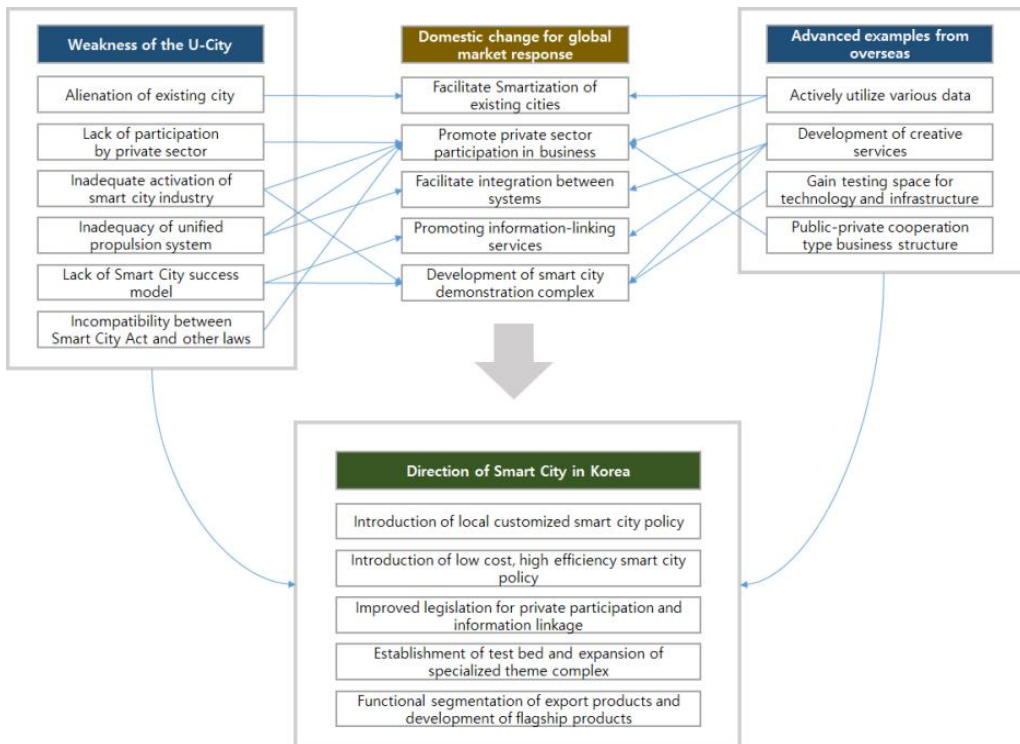 Weakness of the U-City
Alienation of existing city
Lack of participation
by private sector
Inadequate activation of
smart city industry
Inadequacy of unified
propulsion system
Lack of Smart City success
model
Incompatibility between
Smart City Act and other laws
Domestic change for global
market response
Facilitate Smartization of
existing cities
Promote private sector
participation in business
Facilitate integration between
systems
Promoting information-linking
services
Development of smart city
demonstration complex
Advanced examples from
overseas
Actively utilize various data
Development of creative
services
Gain testing space for
technology and infrastructure
Public-private cooperation
type business structure
Direction of Smart City in Korea
Introduction of local customized smart city policy
Introduction of low cost, high efficiency smart city
policy
Improved legislation for private participation and
information linkage
Establishment of test bed and expansion of
specialized theme complex
Functional segmentation of export products and
development of flagship products